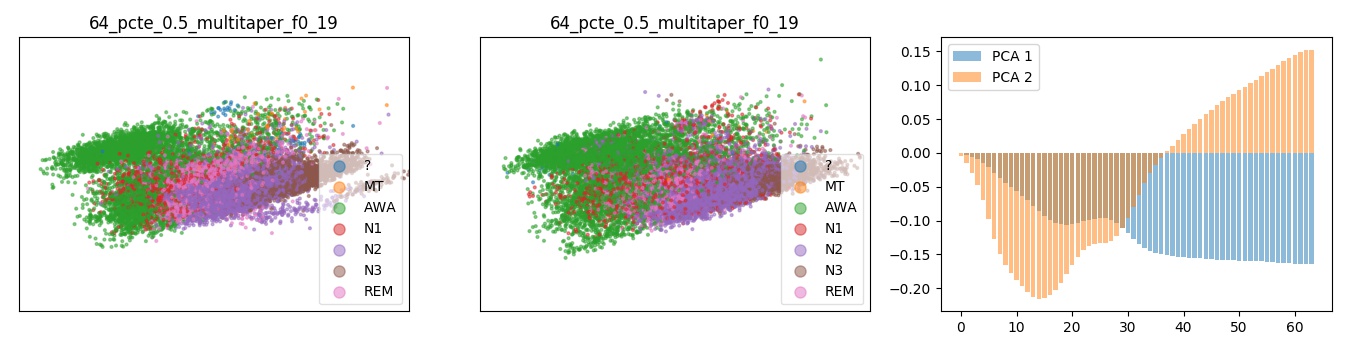 64_pcte_0.5_multitaper_f0_19
?
MT
AWA
N1
N2
N3
REM
64_pcte_0.5_multitaper_f0_19
?
MT
AWA
N1
N2
N3
REM
PCA 1
PCA 2
0.15
0.10
0.05
0.00
−0.05
−0.10
−0.15
−0.20
0 10 20 30 40 50 60